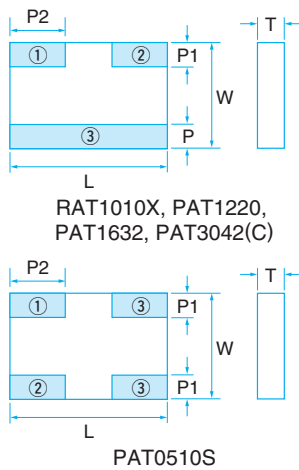 P2
T
① ② P1
W
③ P
L
RAT1010X, PAT1220,
PAT1632, PAT3042(C)
P2
T
① ③ P1
W
② ③ P1
L
PAT0510S